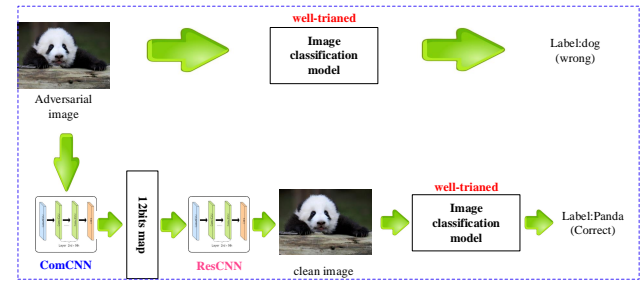 well-trianed
Image
classification
model
Label:dog
(wrong)
Adversarial
image
12bits map
well-trianed
Image
classification
model
Label:Panda
(Correct)
ComCNN
ResCNN
clean image